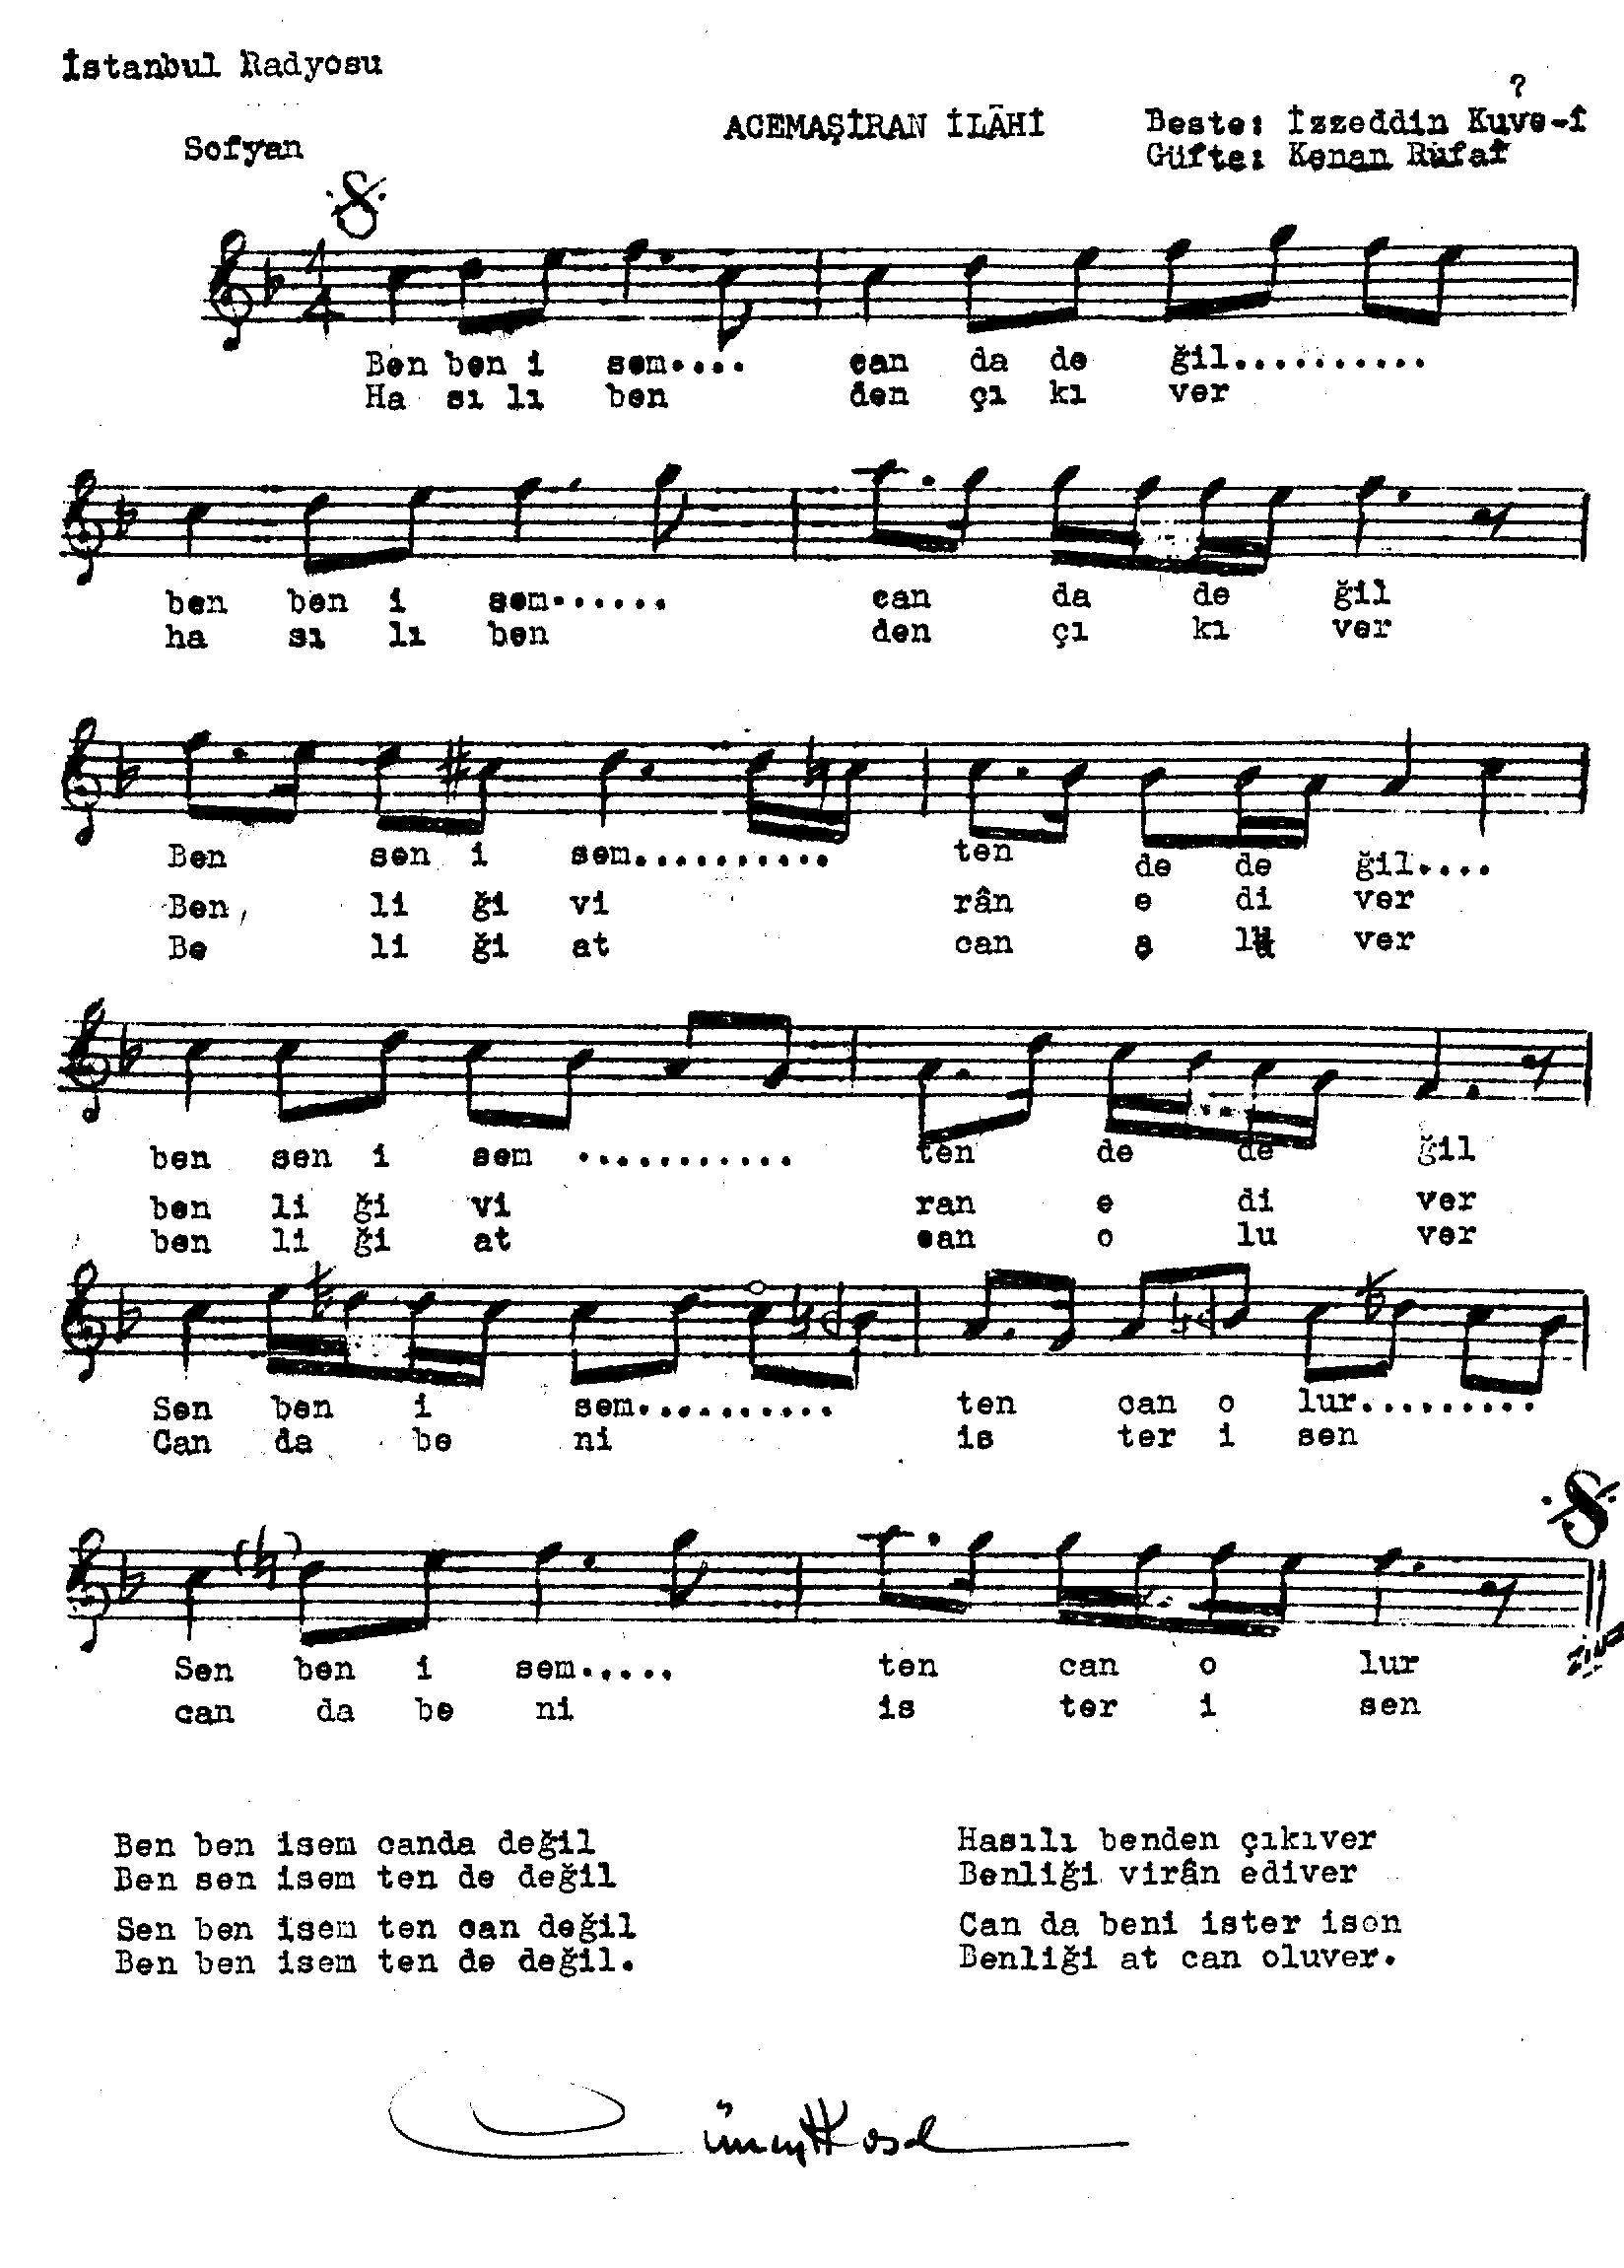 İstanbul Radyosu
?
ACEMAŞİRAN İLÂHİ
Beste: İzzeddin Kuve-î
Sofyan
Güfte: Kenan Rüfaî
Ben ben i sem.... can da de ğil..........
Ha sı lı ben den çı kı ver
ben ben i sem...... can da de ğil
ha sı lı ben den çı kı ver
Ben sen i sem.......... ten de de ğil....
Ben, li ği vi rân e di ver
Be li ği at can ver
ben sen i sem ........... ten de de ğil
ben li ği vi ran e di ver
ben li ği at can o lu ver
Sen ben i sem.......... ten can o lur.........
Can da be ni is ter i sen
Sen ben i sem..... ten can o lur
can da be ni is ter i sen
Ben ben isem canda değil
Ben sen isem ten de değil
Sen ben isem ten can değil
Ben ben isem ten de değil.
Hasılı benden çıkıver
Benliği virân ediver
Can da beni ister isen
Benliği at can oluver.